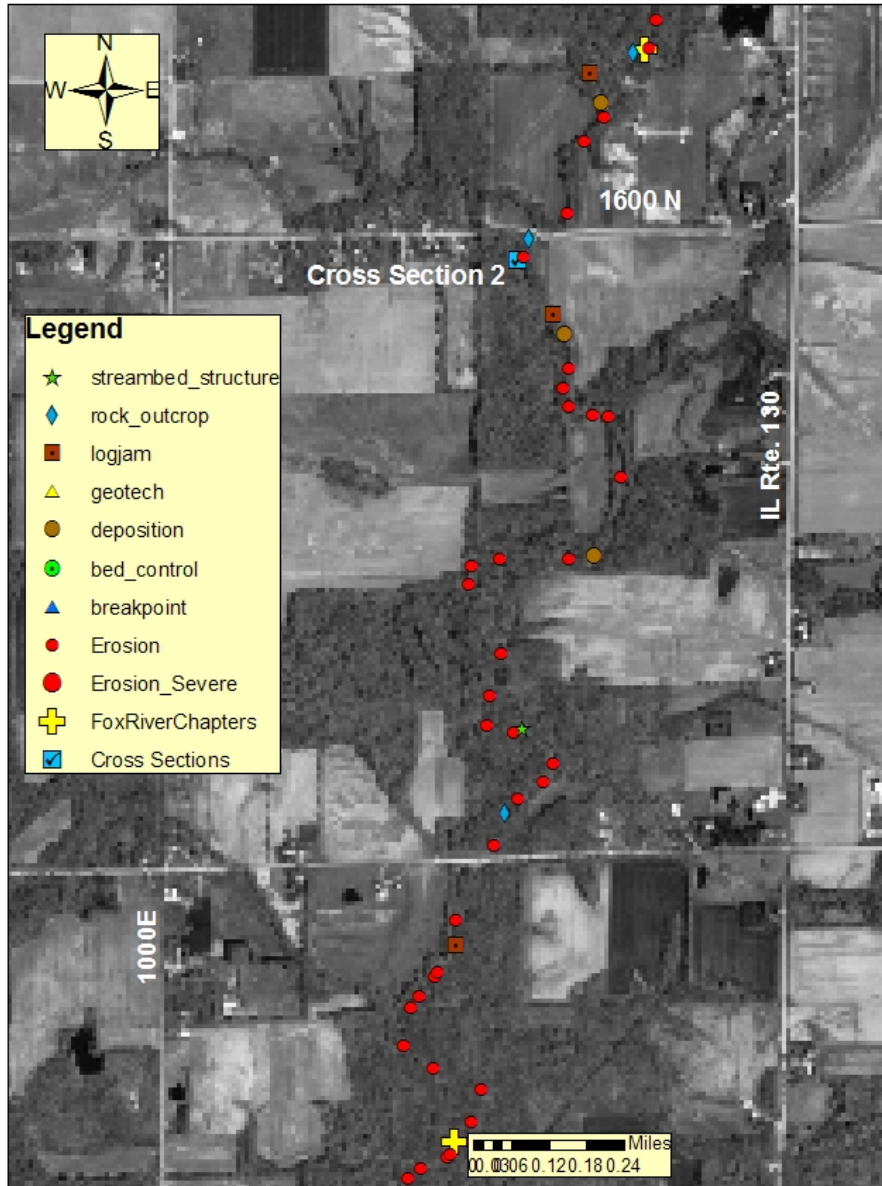 N
W E
S
1600 N
Cross Section 2
Legend
streambed_structure
rock_outcrop
logjam
geotech
deposition
bed_control
breakpoint
Erosion
Erosion_Severe
FoxRiverChapters
Cross Sections
IL Rte. 130
1000E
Miles
0.12 0.18 0.24